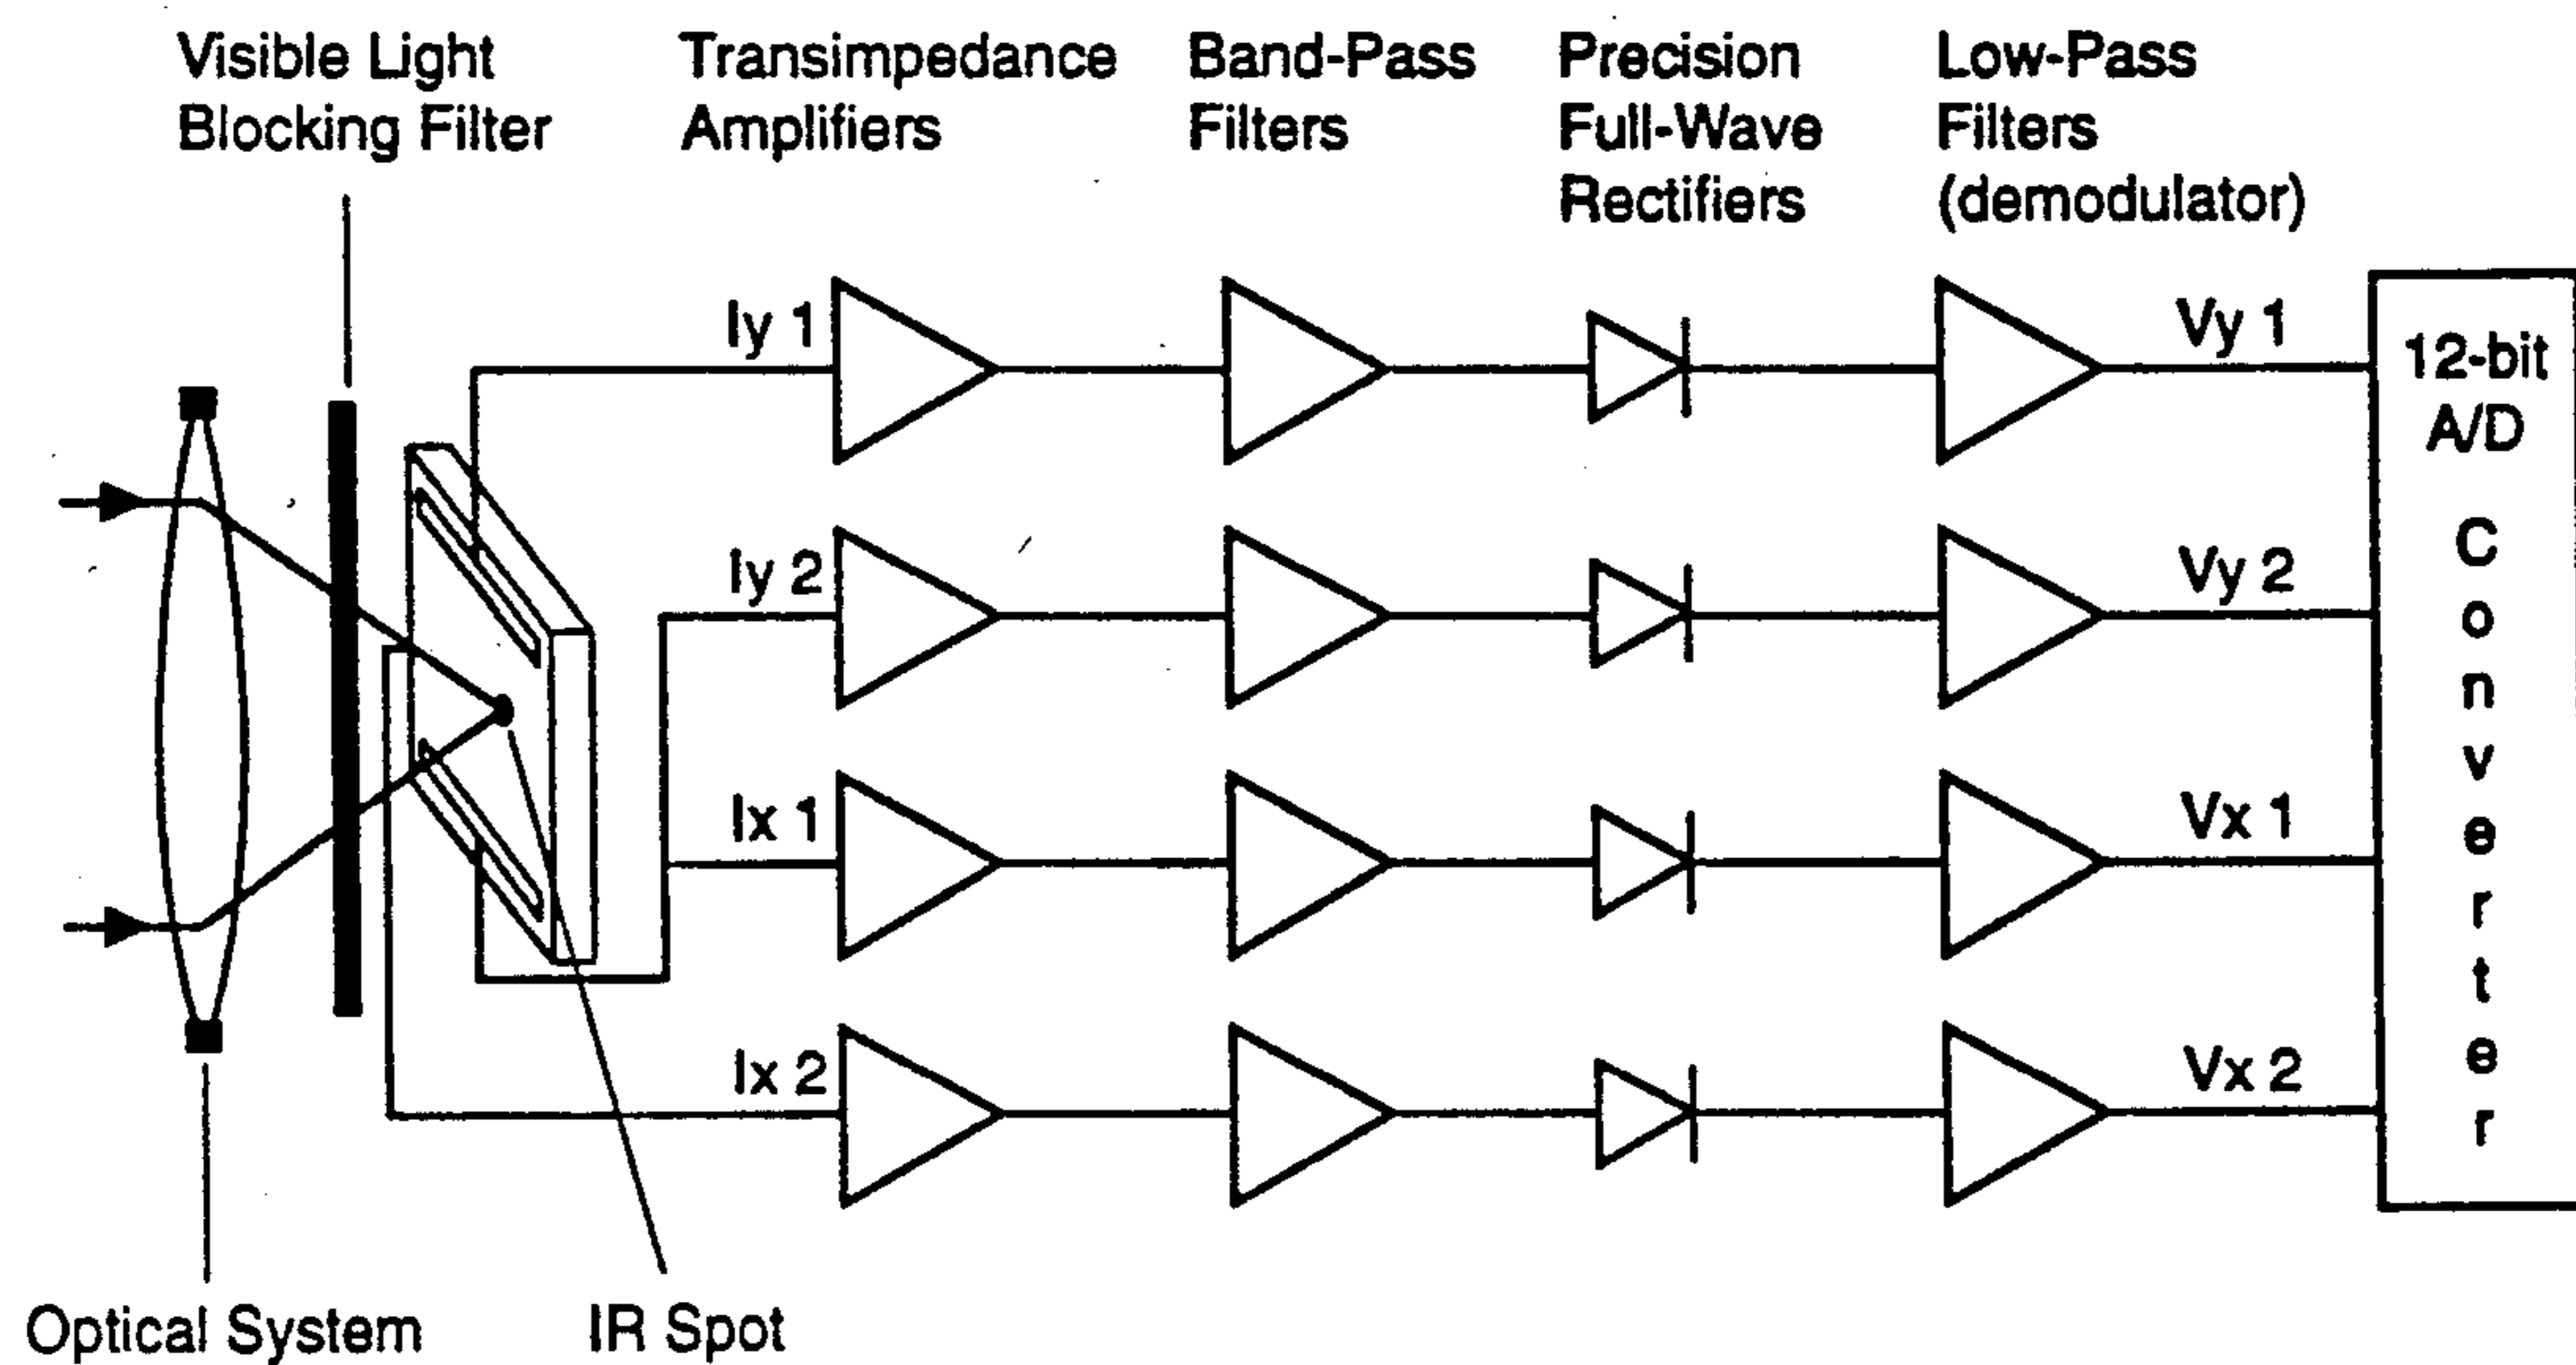 Visible Light
Blocking Filter
Transimpedance
Amplifiers
Band-Pass
Filters
Precision
Full-Wave
Rectifiers
Low-Pass
Filters
(demodulator)
Iy 1
Vy 1
12-bit
A/D
Converter
Iy 2
Vy 2
Ix 1
Vx 1
Ix 2
Vx 2
Optical System
IR Spot